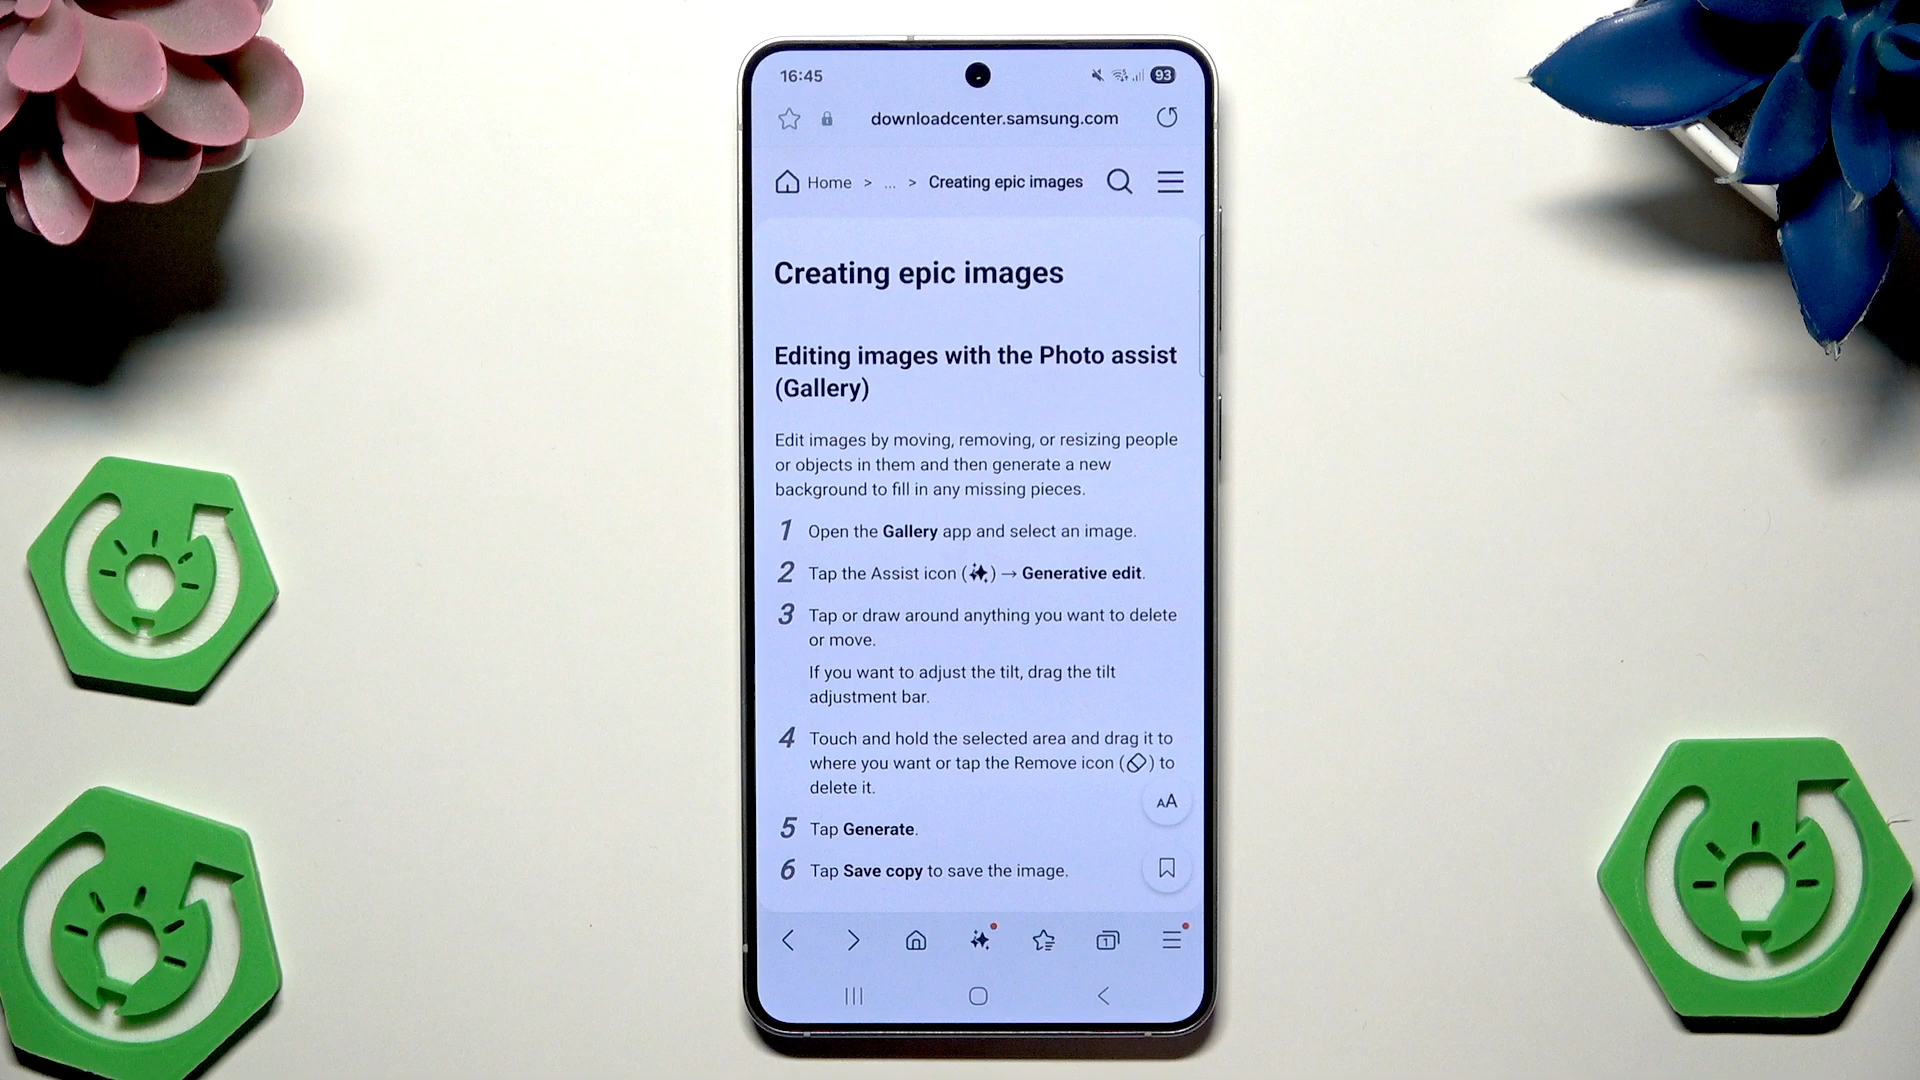 16:45
93
downloadcenter.samsung.com
Home > ... > Creating epic images
Creating epic images
Editing images with the Photo assist
(Gallery)
Edit images by moving, removing, or resizing people
or objects in them and then generate a new
background to fill in any missing pieces.
1 Open the Gallery app and select an image.
2 Tap the Assist icon () → Generative edit.
3 Tap or draw around anything you want to delete
or move.
If you want to adjust the tilt, drag the tilt
adjustment bar.
4 Touch and hold the selected area and drag it to
where you want or tap the Remove icon () to
delete it.
AA
5 Tap Generate.
6 Tap Save copy to save the image.
1